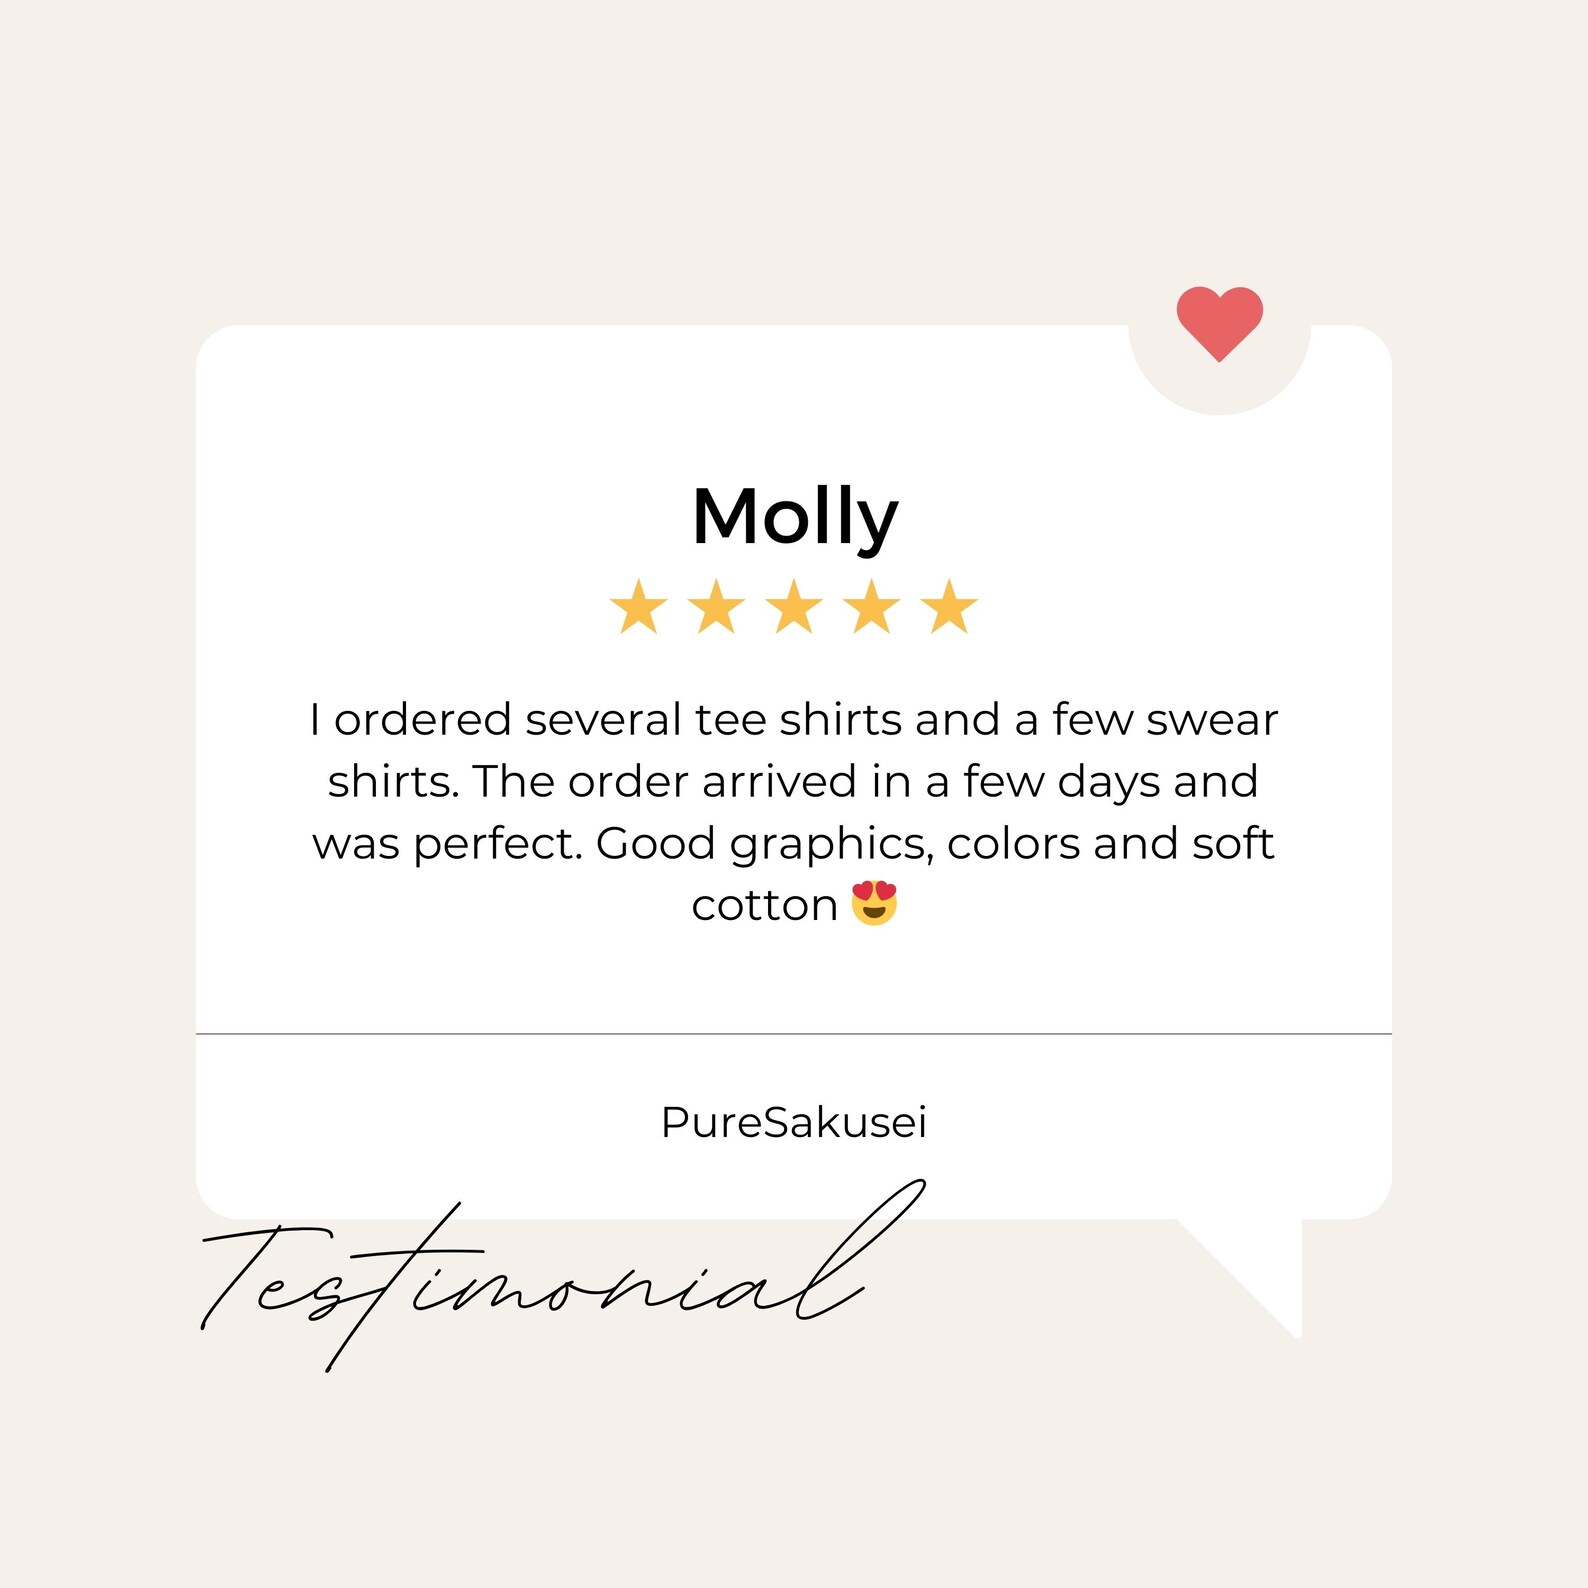 Molly
I ordered several tee shirts and a few swear
shirts. The order arrived in a few days and
was perfect. Good graphics, colors and soft
cotton 😍
PureSakusei
Testimonial